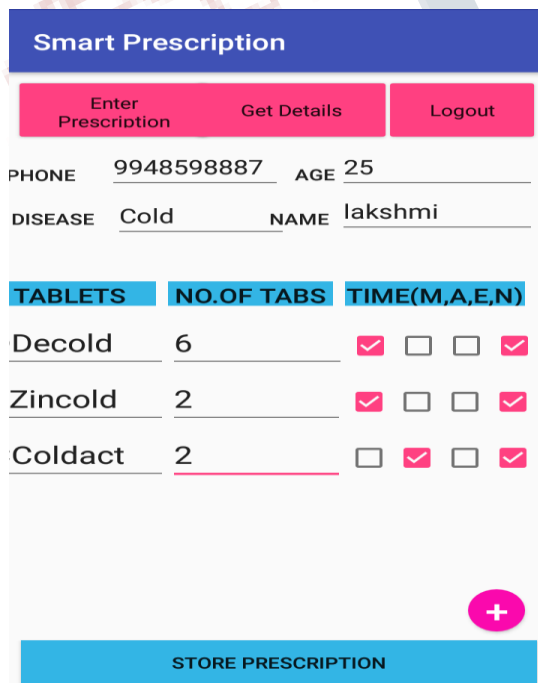 Smart Prescription
Enter Prescription Get Details Logout
PHONE 9948598887 AGE 25
DISEASE Cold NAME lakshmi
TABLETS NO.OF TABS TIME(M,A,E,N)
Decold 6
Zincold 2
Coldact 2
+
STORE PRESCRIPTION